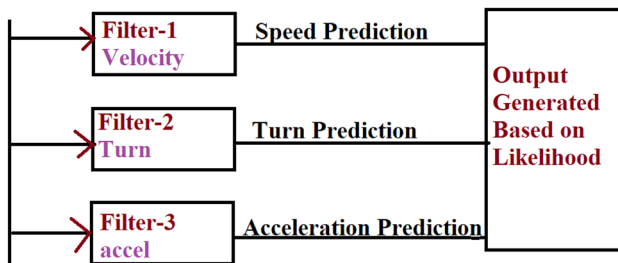 Filter-1
Velocity
Speed Prediction
Filter-2
Turn
Turn Prediction
Filter-3
accel
Acceleration Prediction
Output
Generated
Based on
Likelihood